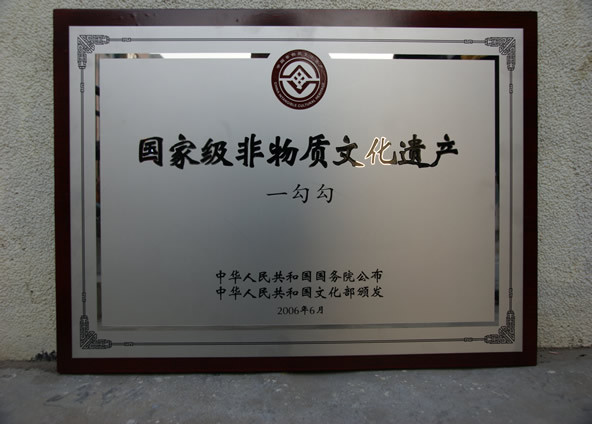 国家级非物质文化遗产
一勾勾
中华人民共和国国务院公布
中华人民共和国文化部颁发
2006年6月